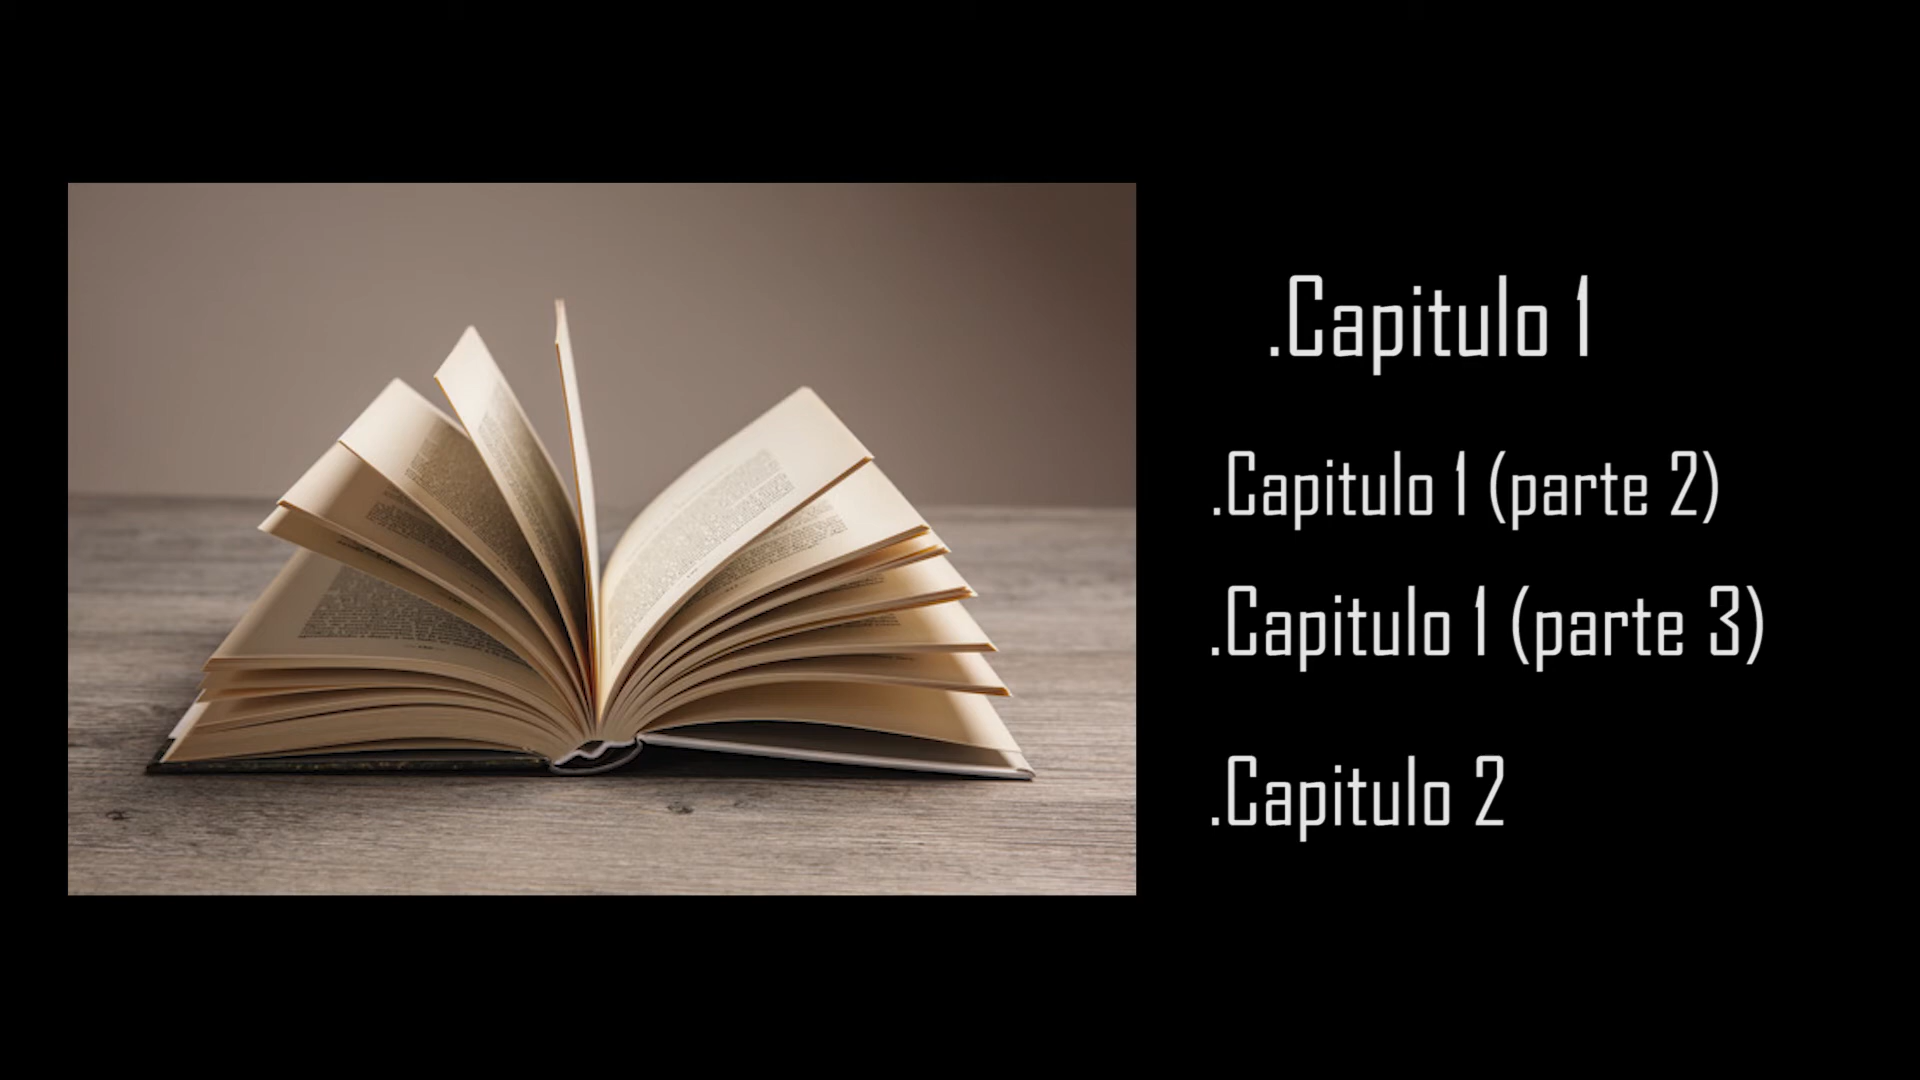 .Capitulo 1
.Capitulo 1 (parte 2)
.Capitulo 1 (parte 3)
.Capitulo 2